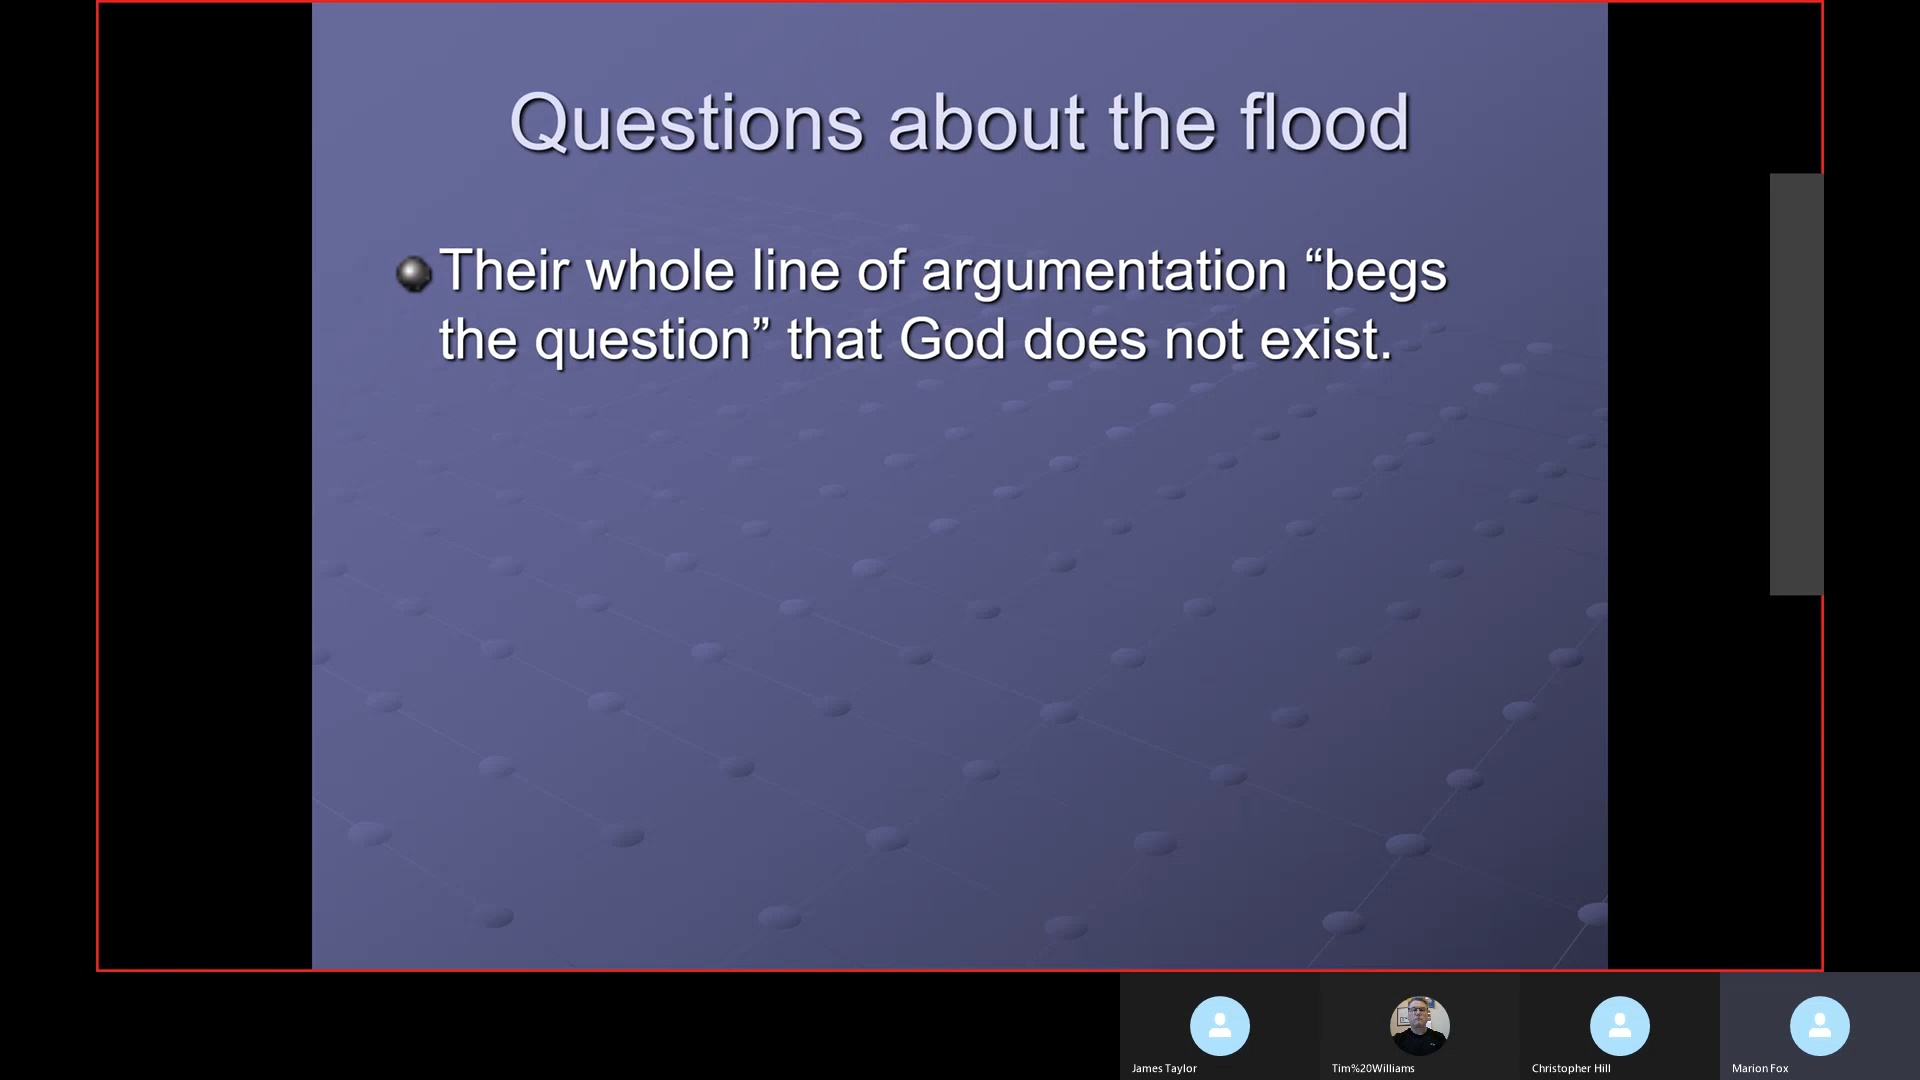 Questions about the flood
Their whole line of argumentation “begs
the question” that God does not exist.
James Taylor
Tim%20Williams
Christopher Hill
Marion Fox